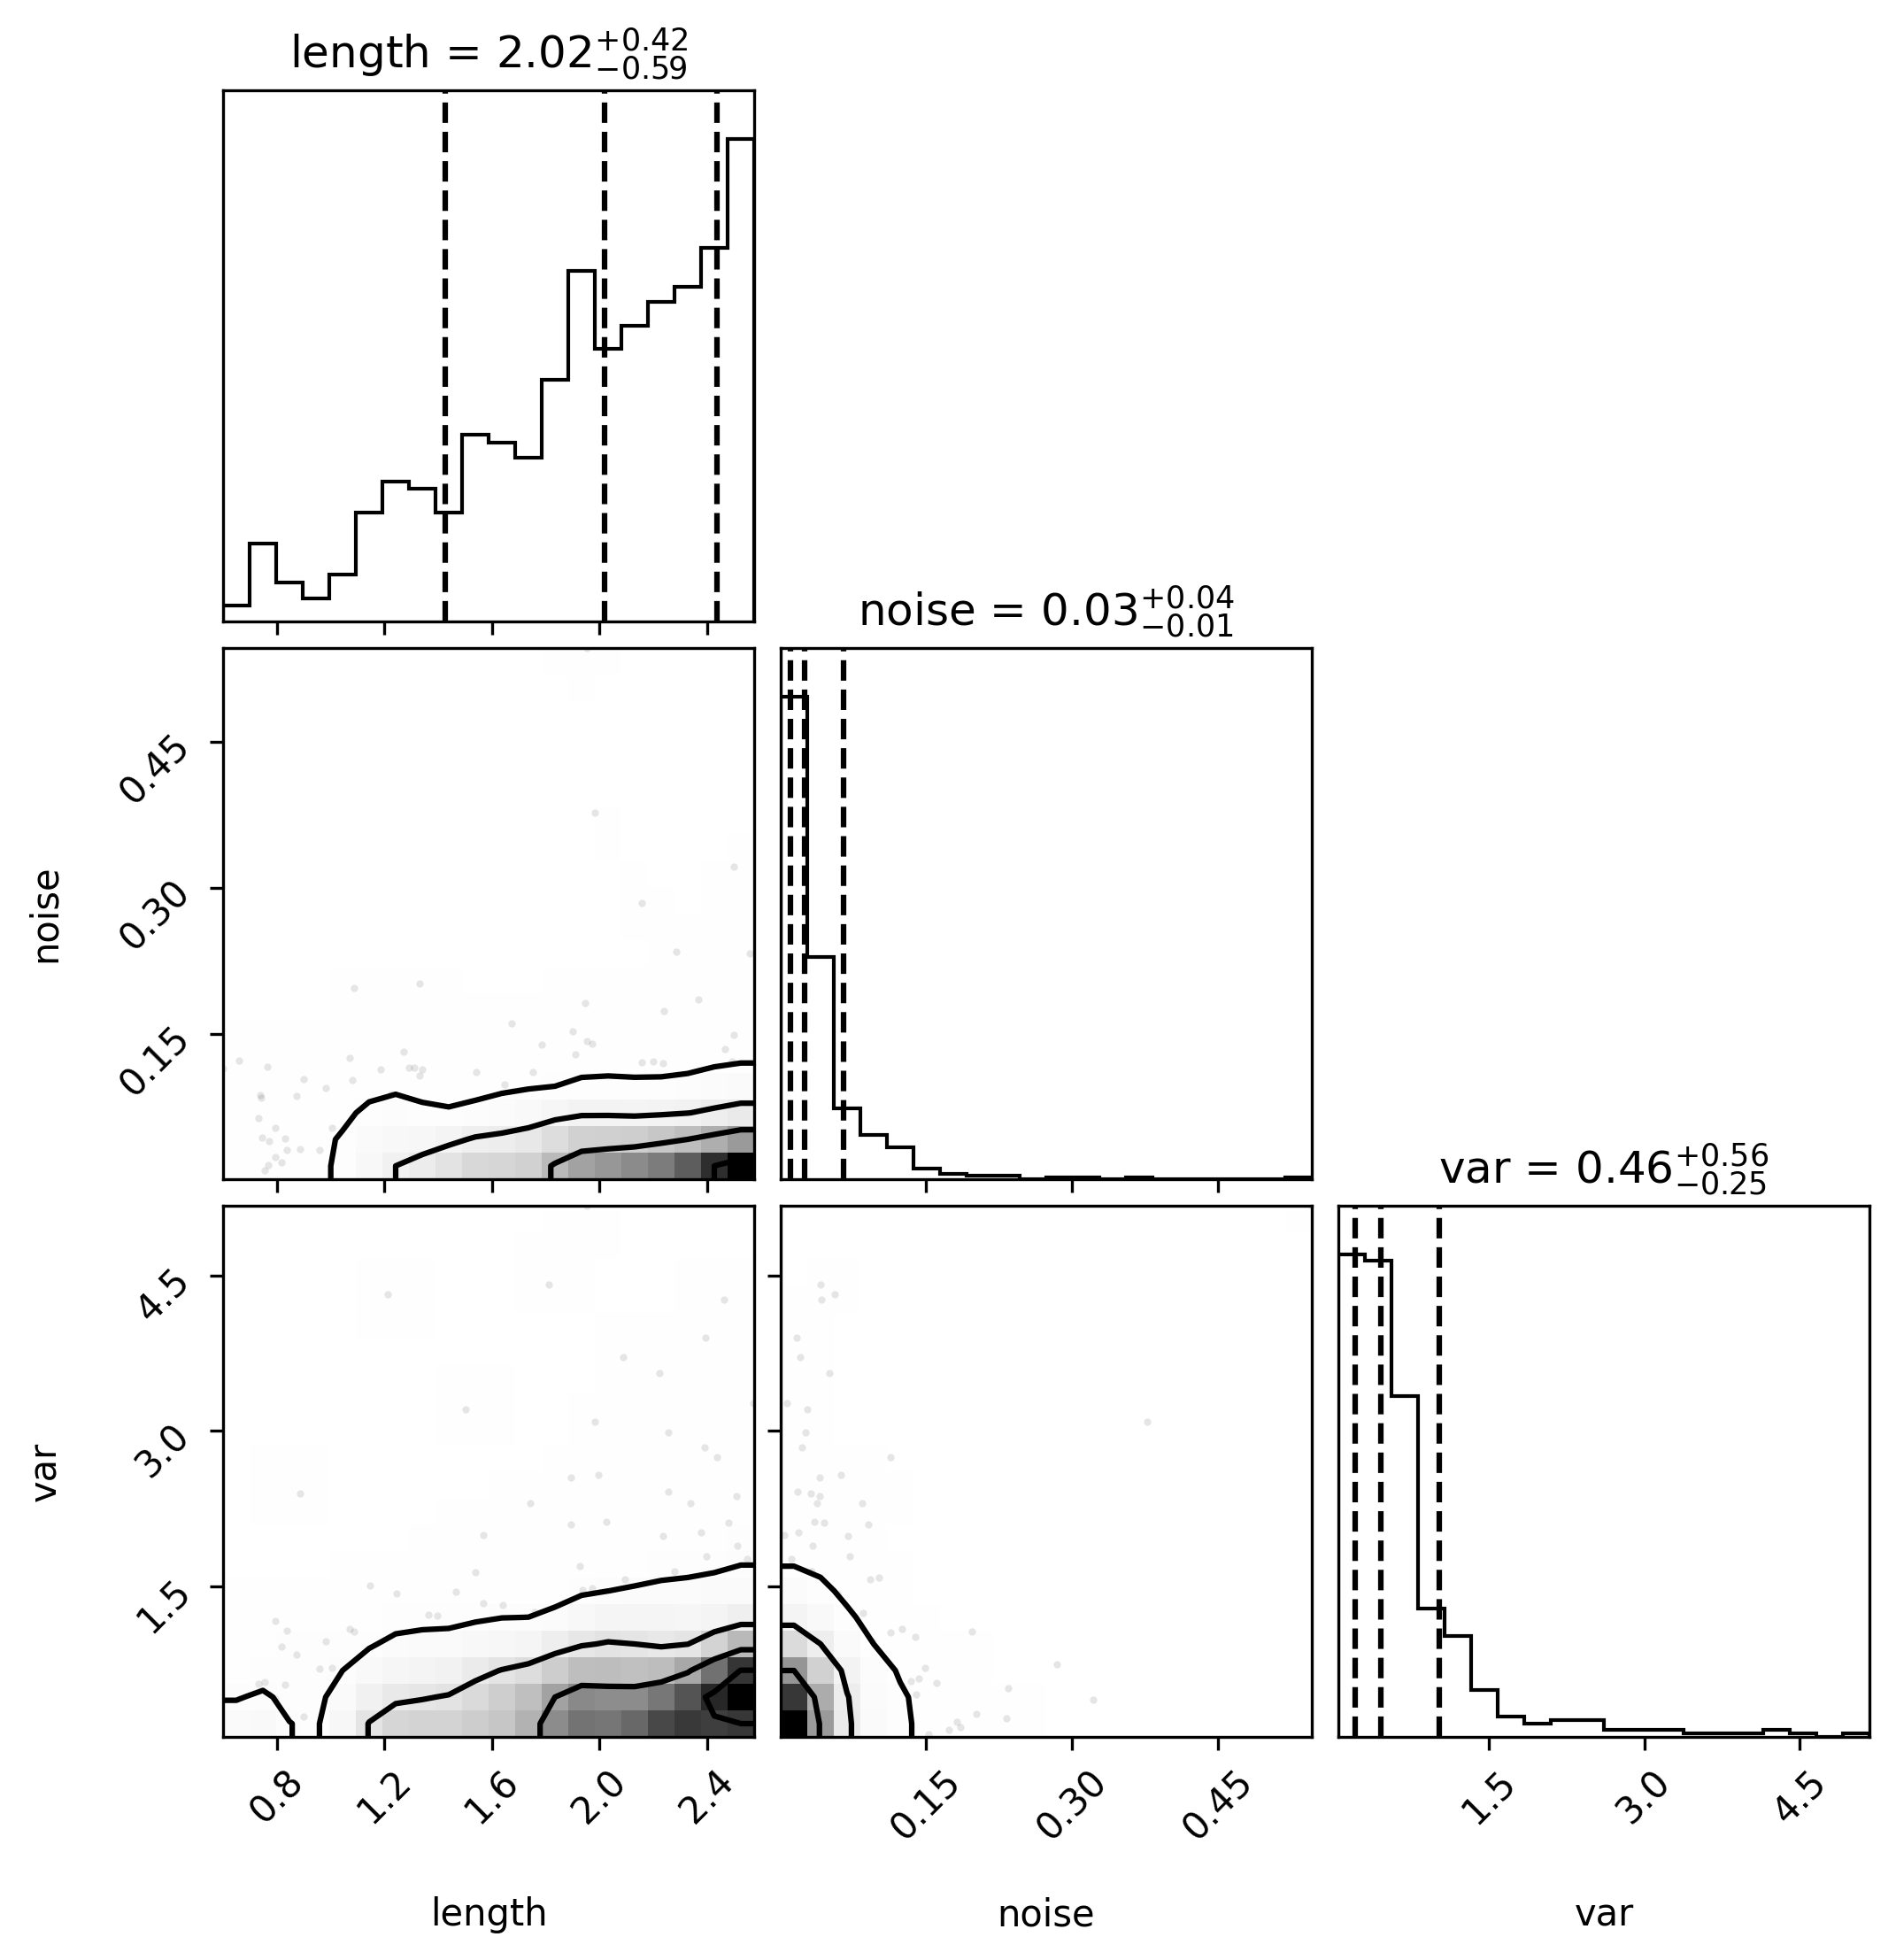 length = 2.02+0.42−0.59
noise = 0.03+0.04−0.01
0.45
0.30
0.15
noise
var = 0.46+0.56−0.25
4.5
3.0
1.5
var
0.8 1.2 1.6 2.0 2.4 0.15 0.30 0.45 1.5 3.0 4.5
length noise var